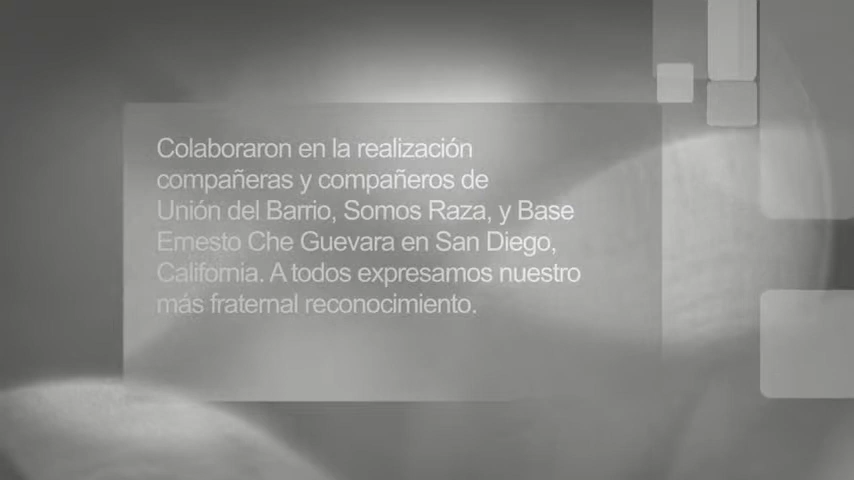 Colaboraron en la realización
compañeras y compañeros de
Unión del Barrio, Somos Raza, y Base
Ernesto Che Guevara en San Diego,
California. A todos expresamos nuestro
más fraternal reconocimiento.